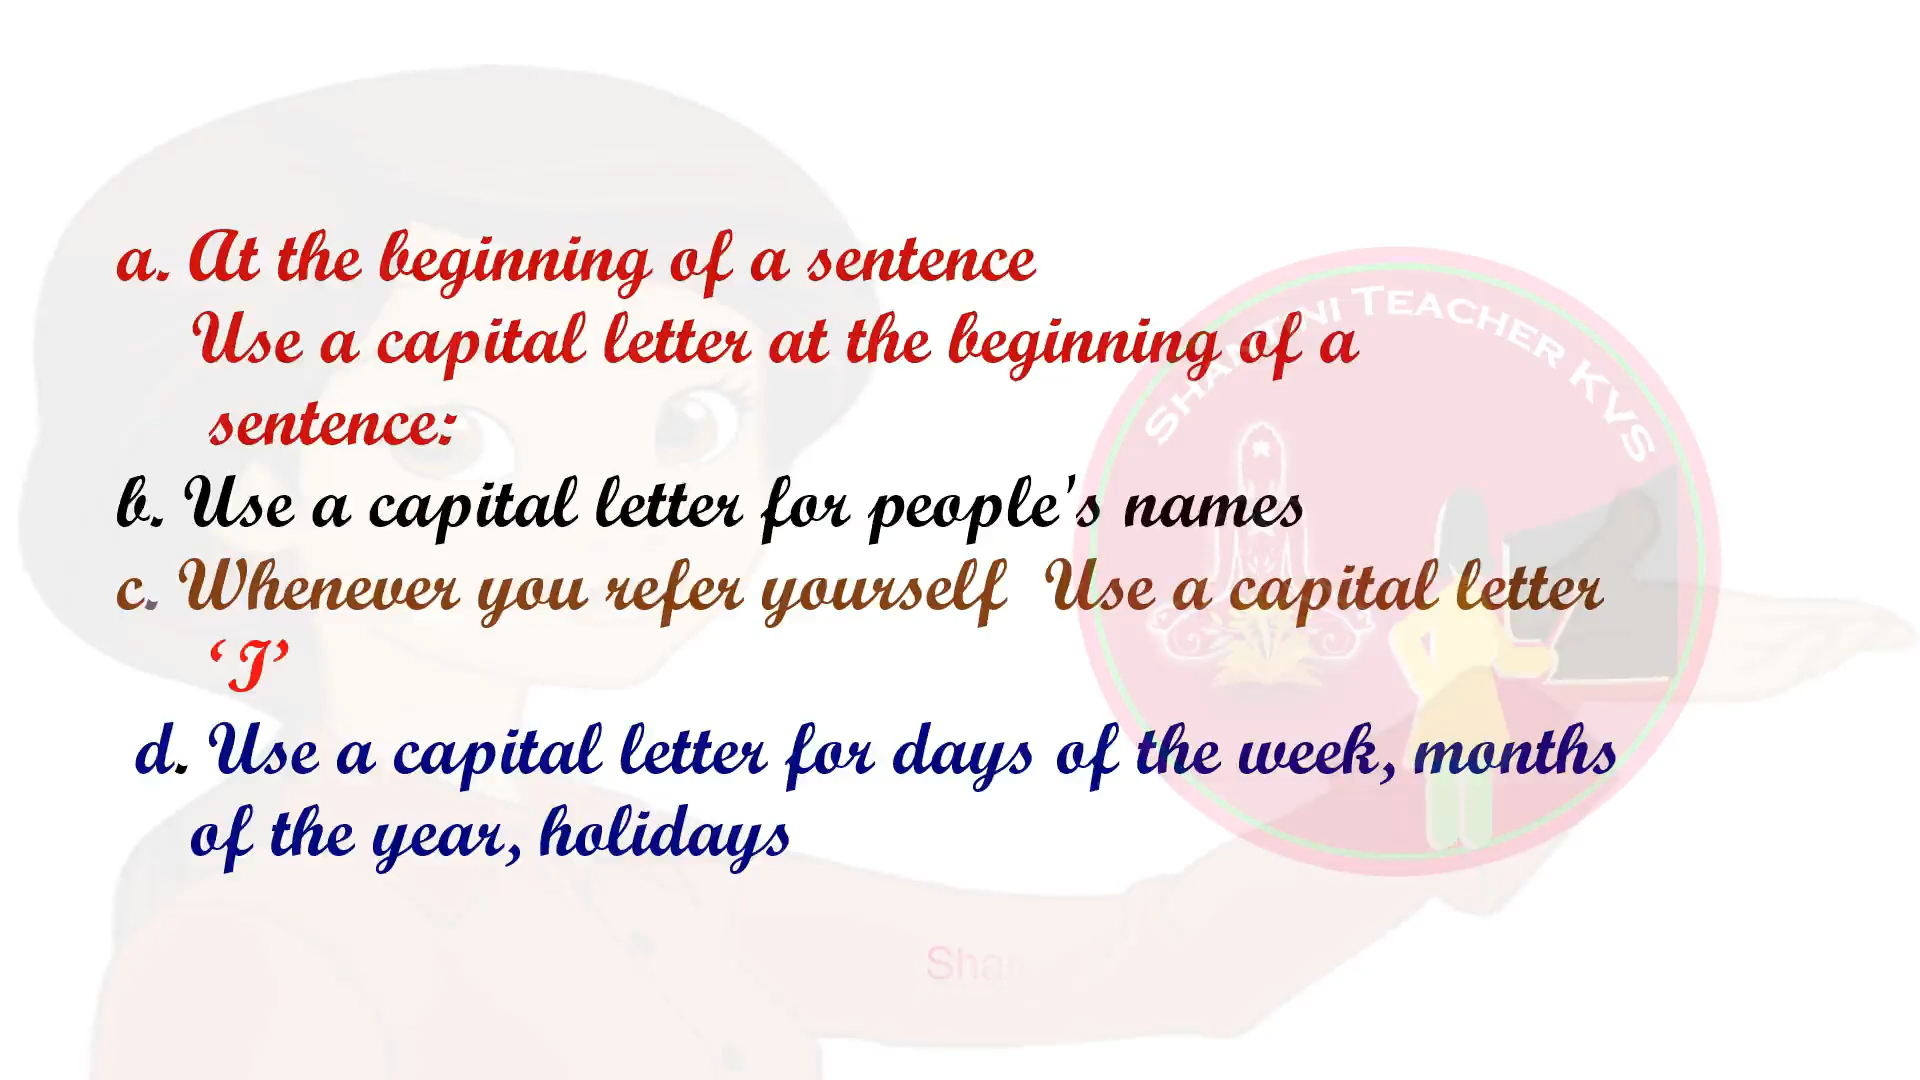 a. At the beginning of a sentence
Use a capital letter at the beginning of a
sentence:
b. Use a capital letter for people's names
c. Whenever you refer yourself Use a capital letter
‘I’
d. Use a capital letter for days of the week, months
of the year, holidays
TEACHER KVS